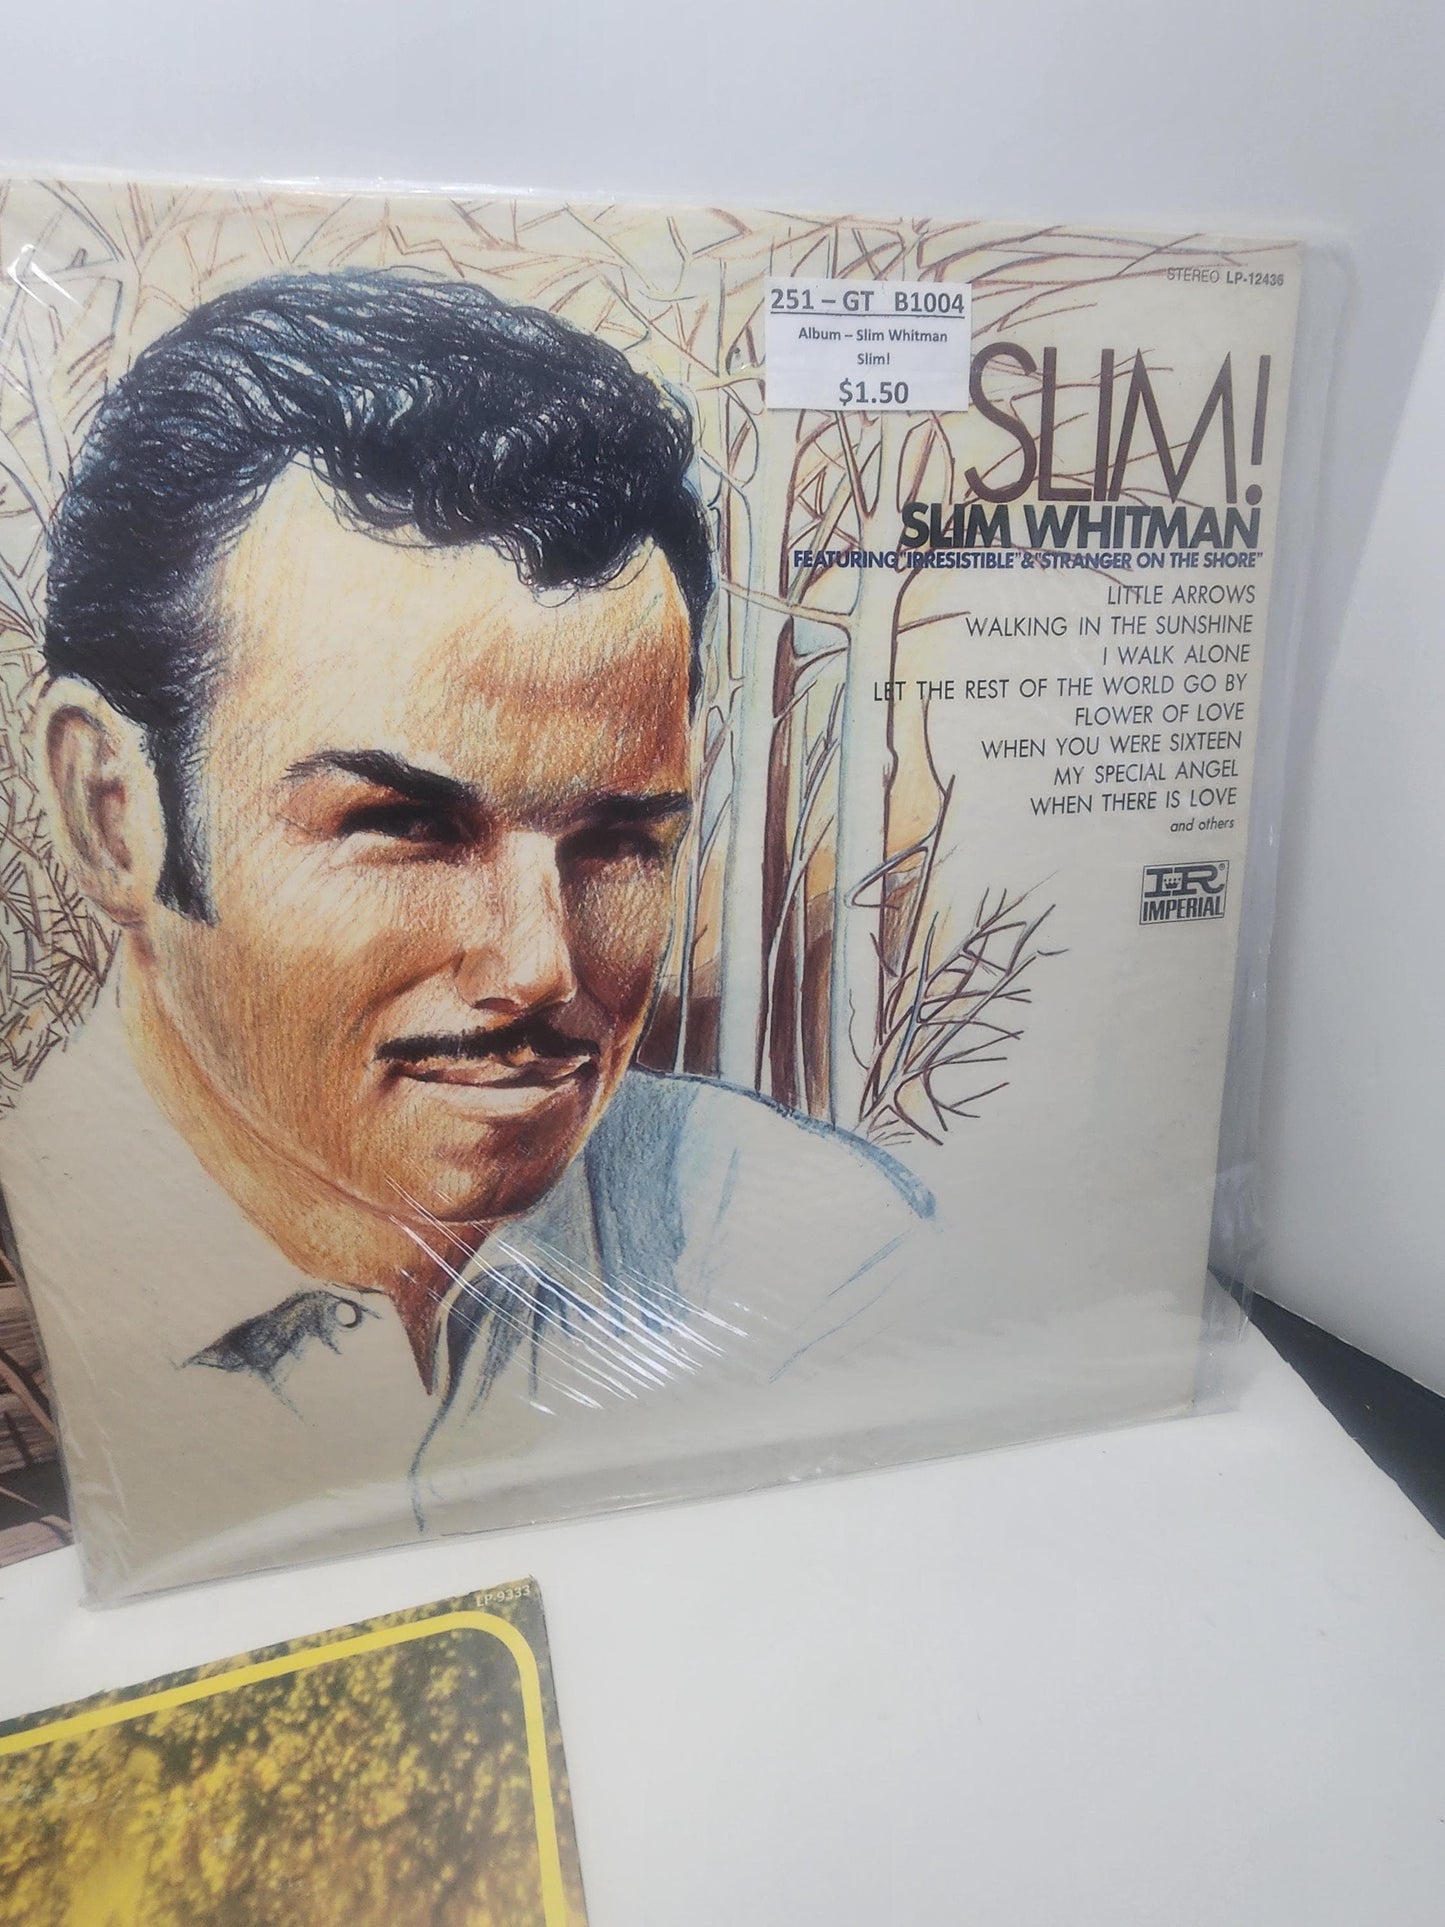 STEREO LP-12436
251 – GT B1004
Album – Slim Whitman
Slim!
$1.50
SLIM!
SLIM WHITMAN
FEATURING "IRRESISTIBLE" & "STRANGER ON THE SHORE"
LITTLE ARROWS
WALKING IN THE SUNSHINE
I WALK ALONE
LET THE REST OF THE WORLD GO BY
FLOWER OF LOVE
WHEN YOU WERE SIXTEEN
MY SPECIAL ANGEL
WHEN THERE IS LOVE
and others
IR®
IMPERIAL
LP-9333